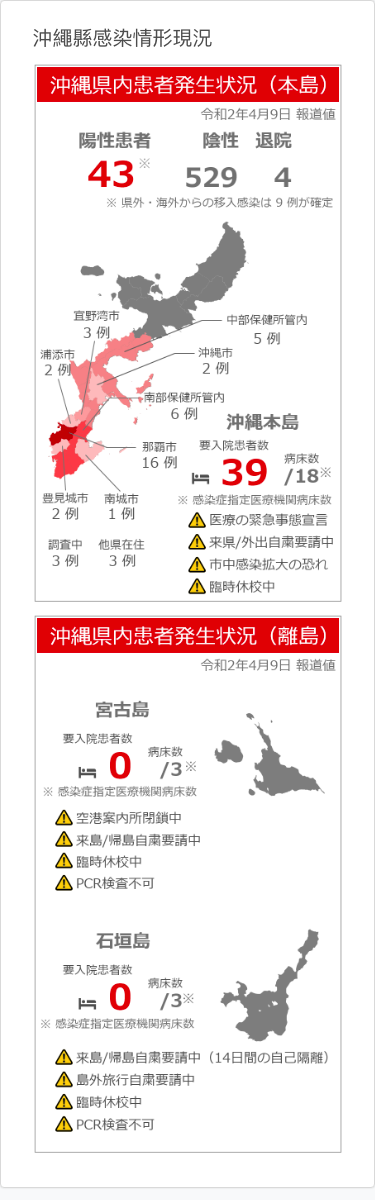 沖繩縣感染情形現況
沖縄県内患者発生状況（本島）
令和2年4月9日 報道値
陽性患者 陰性 退院
43※ 529 4
※ 県外・海外からの移入感染は 9 例が確定
宜野湾市
3 例
中部保健所管内
5 例
浦添市
2 例
沖縄市
2 例
南部保健所管内
6 例
那覇市
16 例
豊見城市
2 例
南城市
1 例
調査中
3 例
他県在住
3 例
沖縄本島
要入院患者数 病床数
39 /18※
※ 感染症指定医療機関病床数
医療の緊急事態宣言
来県/外出自粛要請中
市中感染拡大の恐れ
臨時休校中
沖縄県内患者発生状況（離島）
令和2年4月9日 報道値
宮古島
要入院患者数 病床数
0 /3※
※ 感染症指定医療機関病床数
空港案内所閉鎖中
来島/帰島自粛要請中
臨時休校中
PCR検査不可
石垣島
要入院患者数 病床数
0 /3※
※ 感染症指定医療機関病床数
来島/帰島自粛要請中（14日間の自己隔離）
島外旅行自粛要請中
臨時休校中
PCR検査不可